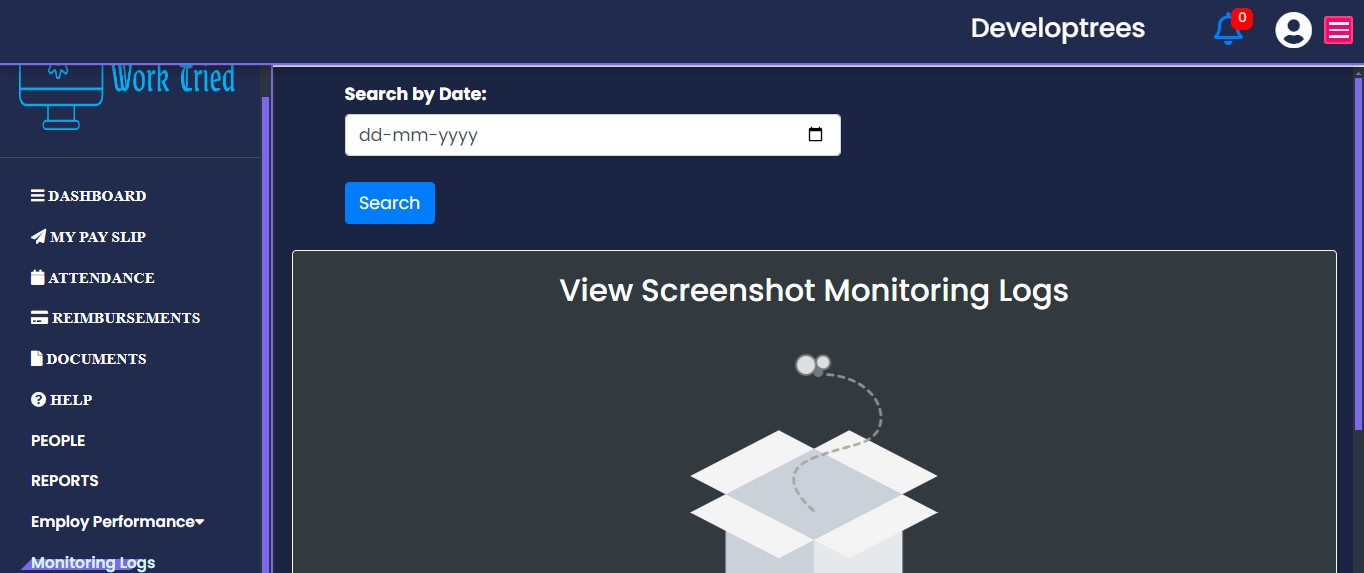 Developtrees
0
Work Tried
Search by Date:
dd-mm-yyyy
Search
DASHBOARD
MY PAY SLIP
ATTENDANCE
REIMBURSEMENTS
DOCUMENTS
HELP
PEOPLE
REPORTS
Employ Performance
Monitoring Logs
View Screenshot Monitoring Logs